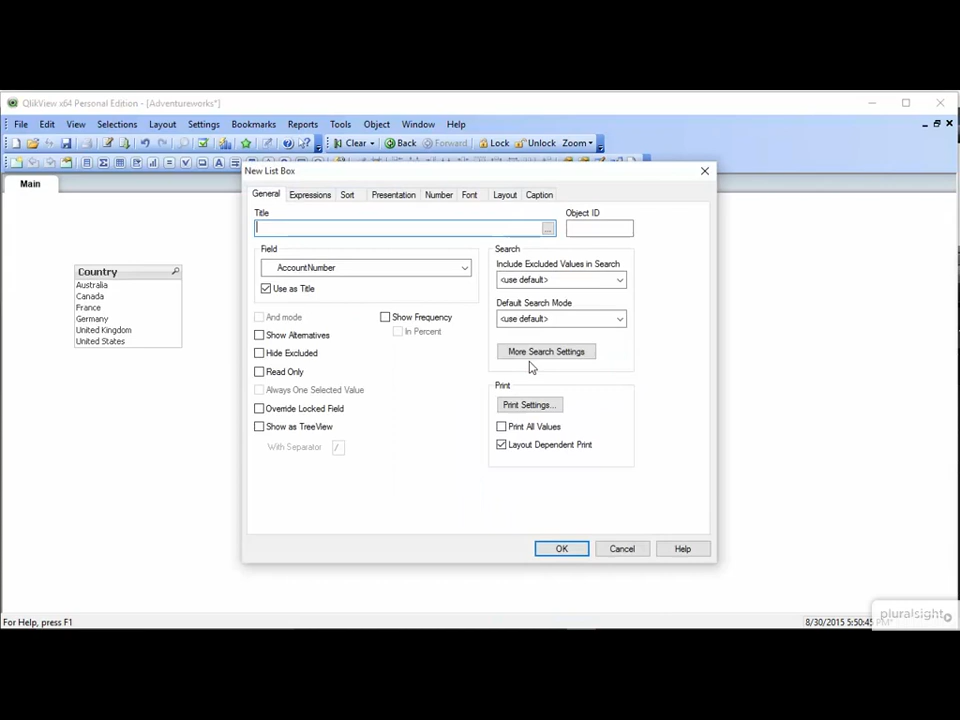 QlikView x64 Personal Edition - [Adventureworks*]
File Edit View Selections Layout Settings Bookmarks Reports Tools Object Window Help
Clear Back Forward Lock Unlock Zoom
Main
Country
Australia
Canada
France
Germany
United Kingdom
United States
New List Box
General Expressions Sort Presentation Number Font Layout Caption
Title
...
Object ID
Field
AccountNumber
Use as Title
And mode
Show Frequency
In Percent
Show Alternatives
Hide Excluded
Read Only
Always One Selected Value
Override Locked Field
Show as TreeView
With Separator /
Search
Include Excluded Values in Search
<use default>
Default Search Mode
<use default>
More Search Settings
Print
Print Settings...
Print All Values
Layout Dependent Print
OK Cancel Help
For Help, press F1
8/30/2015 5:50:45 PM*
pluralsight